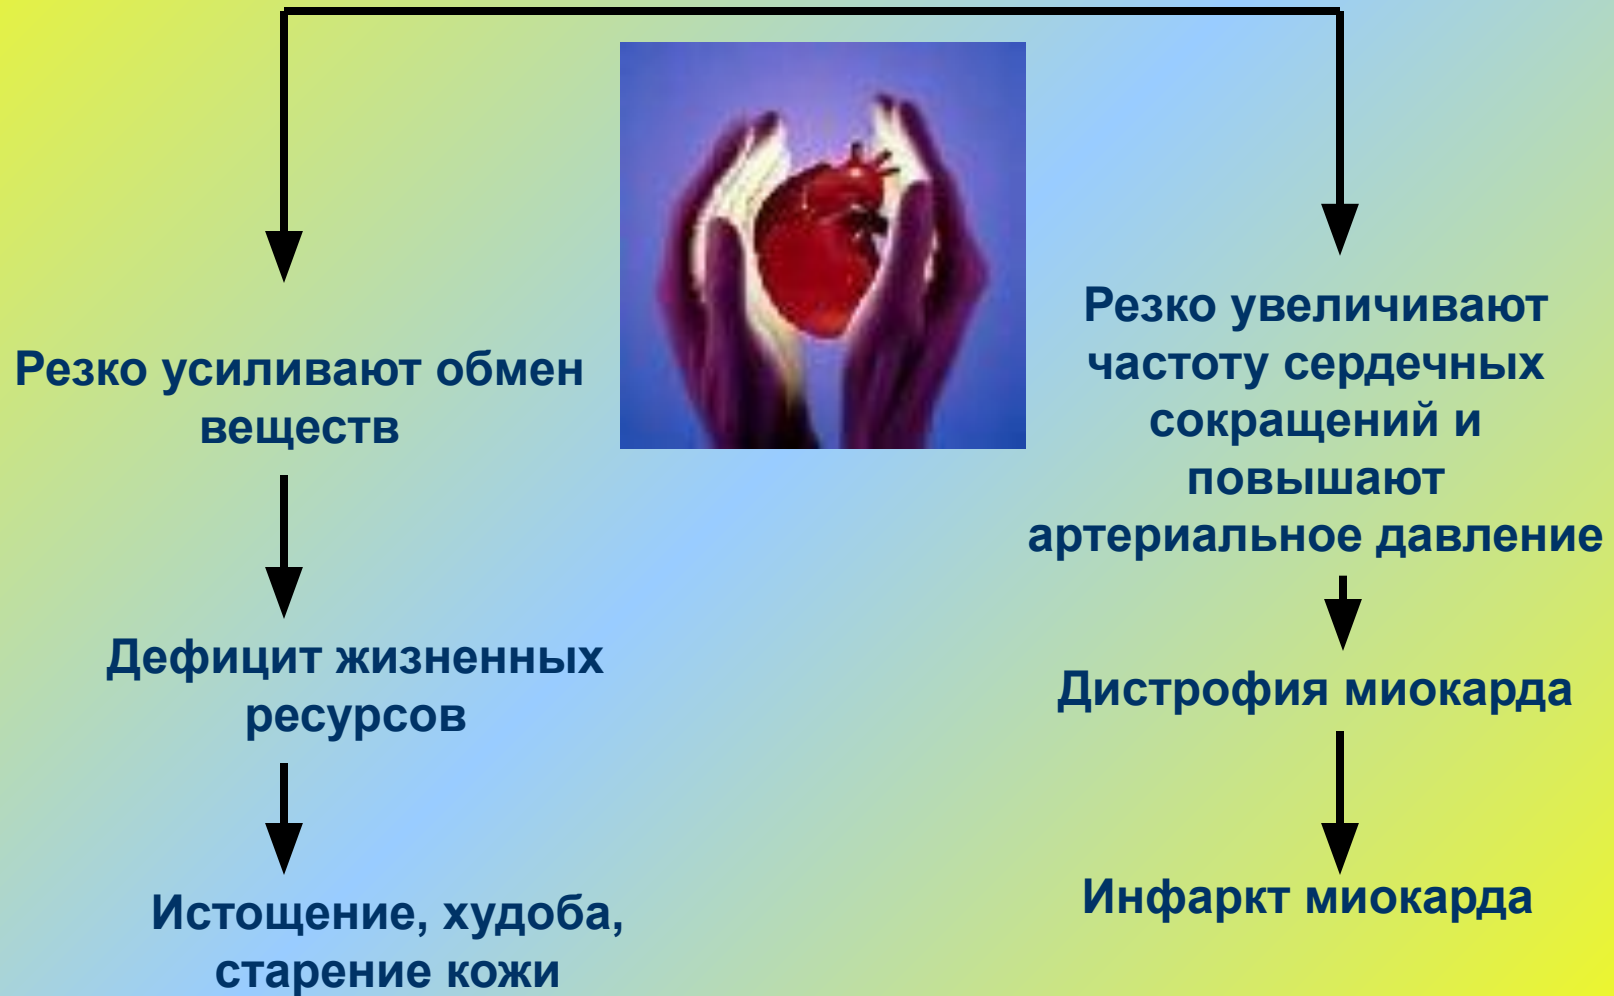 Резко усиливают обмен
веществ
Дефицит жизненных
ресурсов
Истощение, худоба,
старение кожи
Резко увеличивают
частоту сердечных
сокращений и
повышают
артериальное давление
Дистрофия миокарда
Инфаркт миокарда